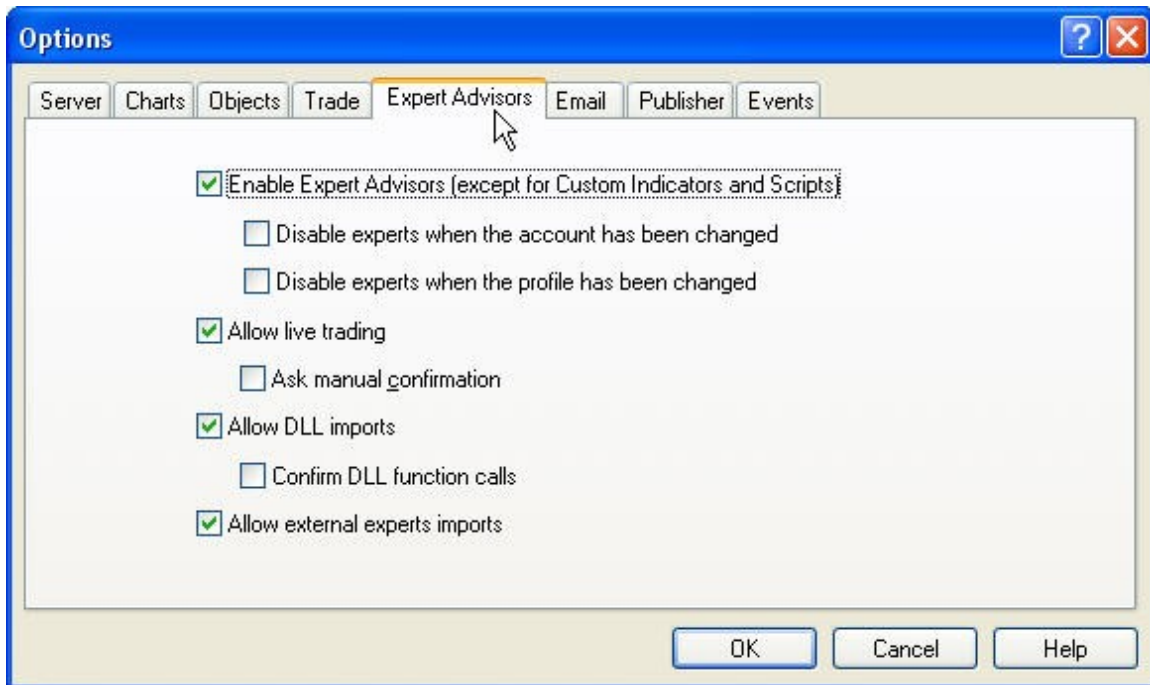 Options
Server Charts Objects Trade Expert Advisors Email Publisher Events
Enable Expert Advisors (except for Custom Indicators and Scripts)
Disable experts when the account has been changed
Disable experts when the profile has been changed
Allow live trading
Ask manual confirmation
Allow DLL imports
Confirm DLL function calls
Allow external experts imports
OK Cancel Help